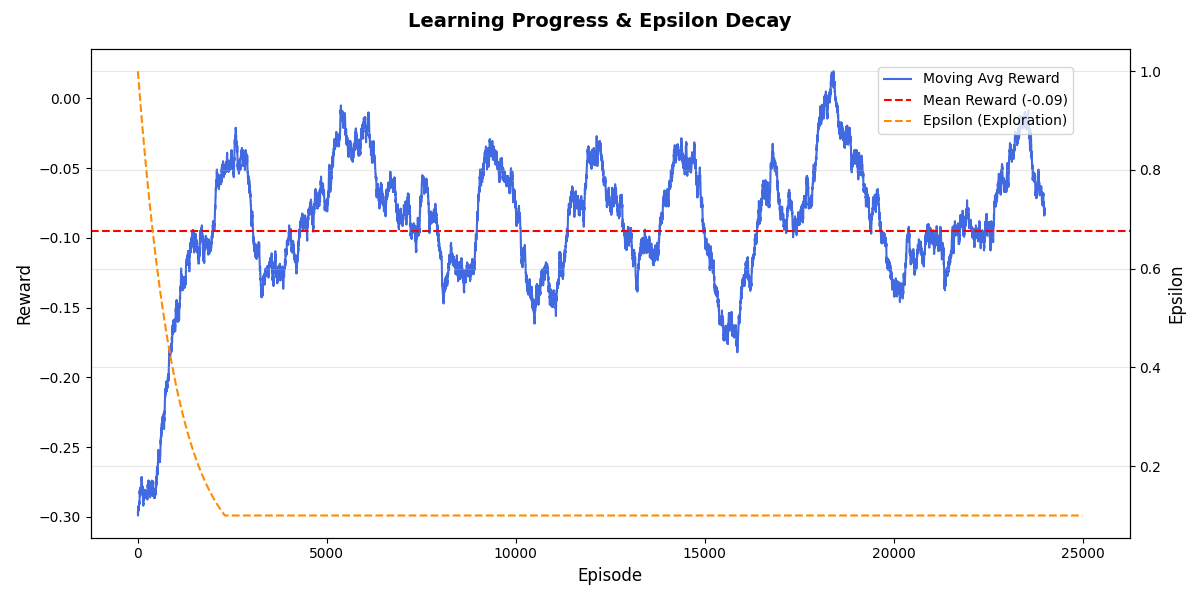 Learning Progress & Epsilon Decay
Moving Avg Reward
Mean Reward (-0.09)
Epsilon (Exploration)
0.00
−0.05
−0.10
−0.15
−0.20
−0.25
−0.30
Reward
1.0
0.8
0.6
0.4
0.2
Epsilon
0
5000
10000
15000
20000
25000
Episode